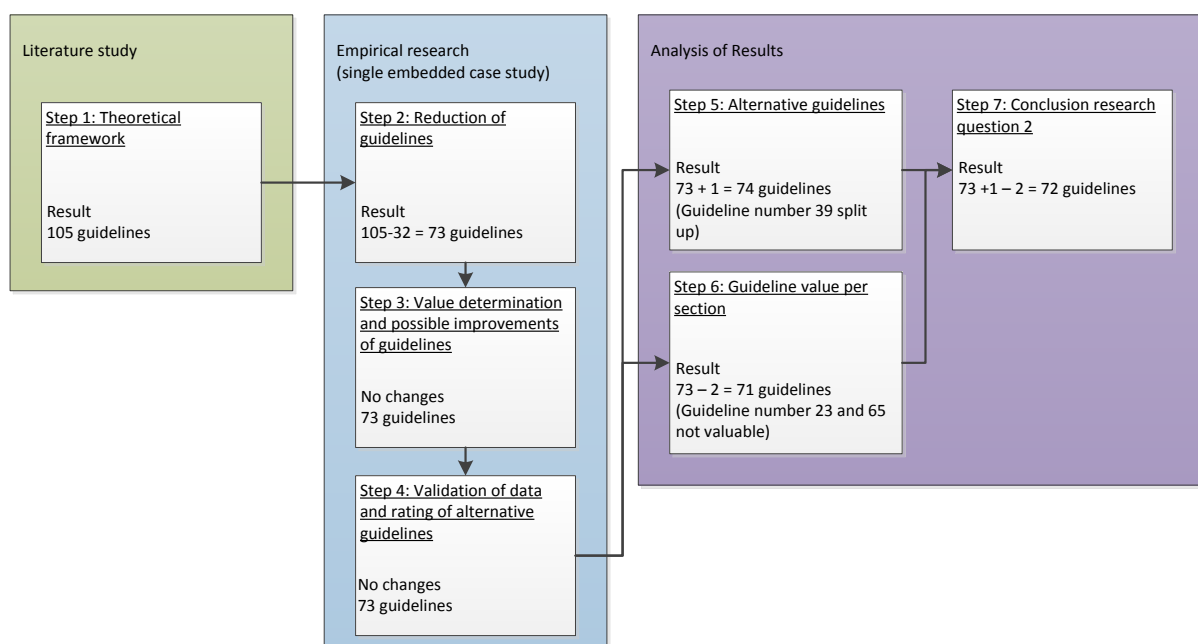 Literature study
Step 1: Theoretical
framework
Result
105 guidelines
Empirical research
(single embedded case study)
Step 2: Reduction of
guidelines
Result
105-32 = 73 guidelines
Step 3: Value determination
and possible improvements
of guidelines
No changes
73 guidelines
Step 4: Validation of data
and rating of alternative
guidelines
No changes
73 guidelines
Analysis of Results
Step 5: Alternative guidelines
Result
73 + 1 = 74 guidelines
(Guideline number 39 split
up)
Step 6: Guideline value per
section
Result
73 – 2 = 71 guidelines
(Guideline number 23 and 65
not valuable)
Step 7: Conclusion research
question 2
Result
73 +1 – 2 = 72 guidelines